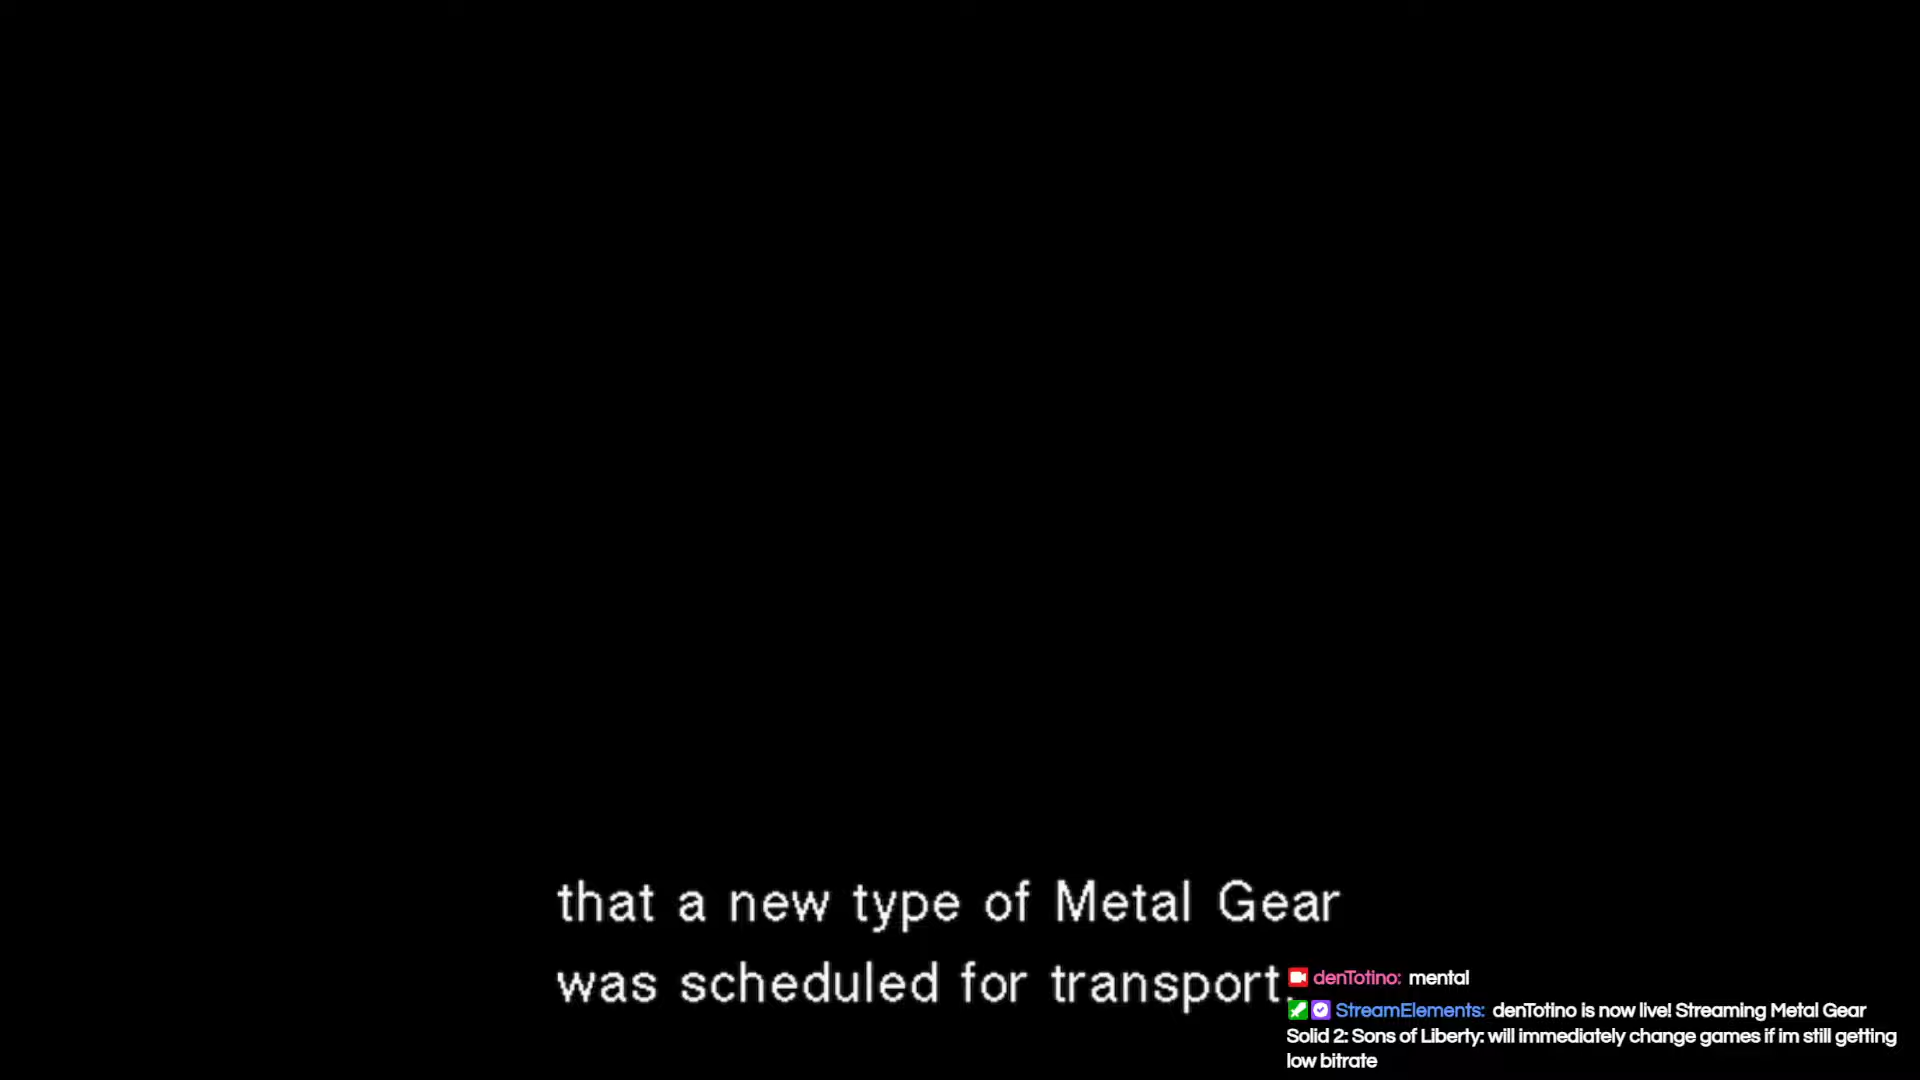 that a new type of Metal Gear
was scheduled for transport.
denTotino: mental
StreamElements: denTotino is now live! Streaming Metal Gear
Solid 2: Sons of Liberty: will immediately change games if im still getting
low bitrate